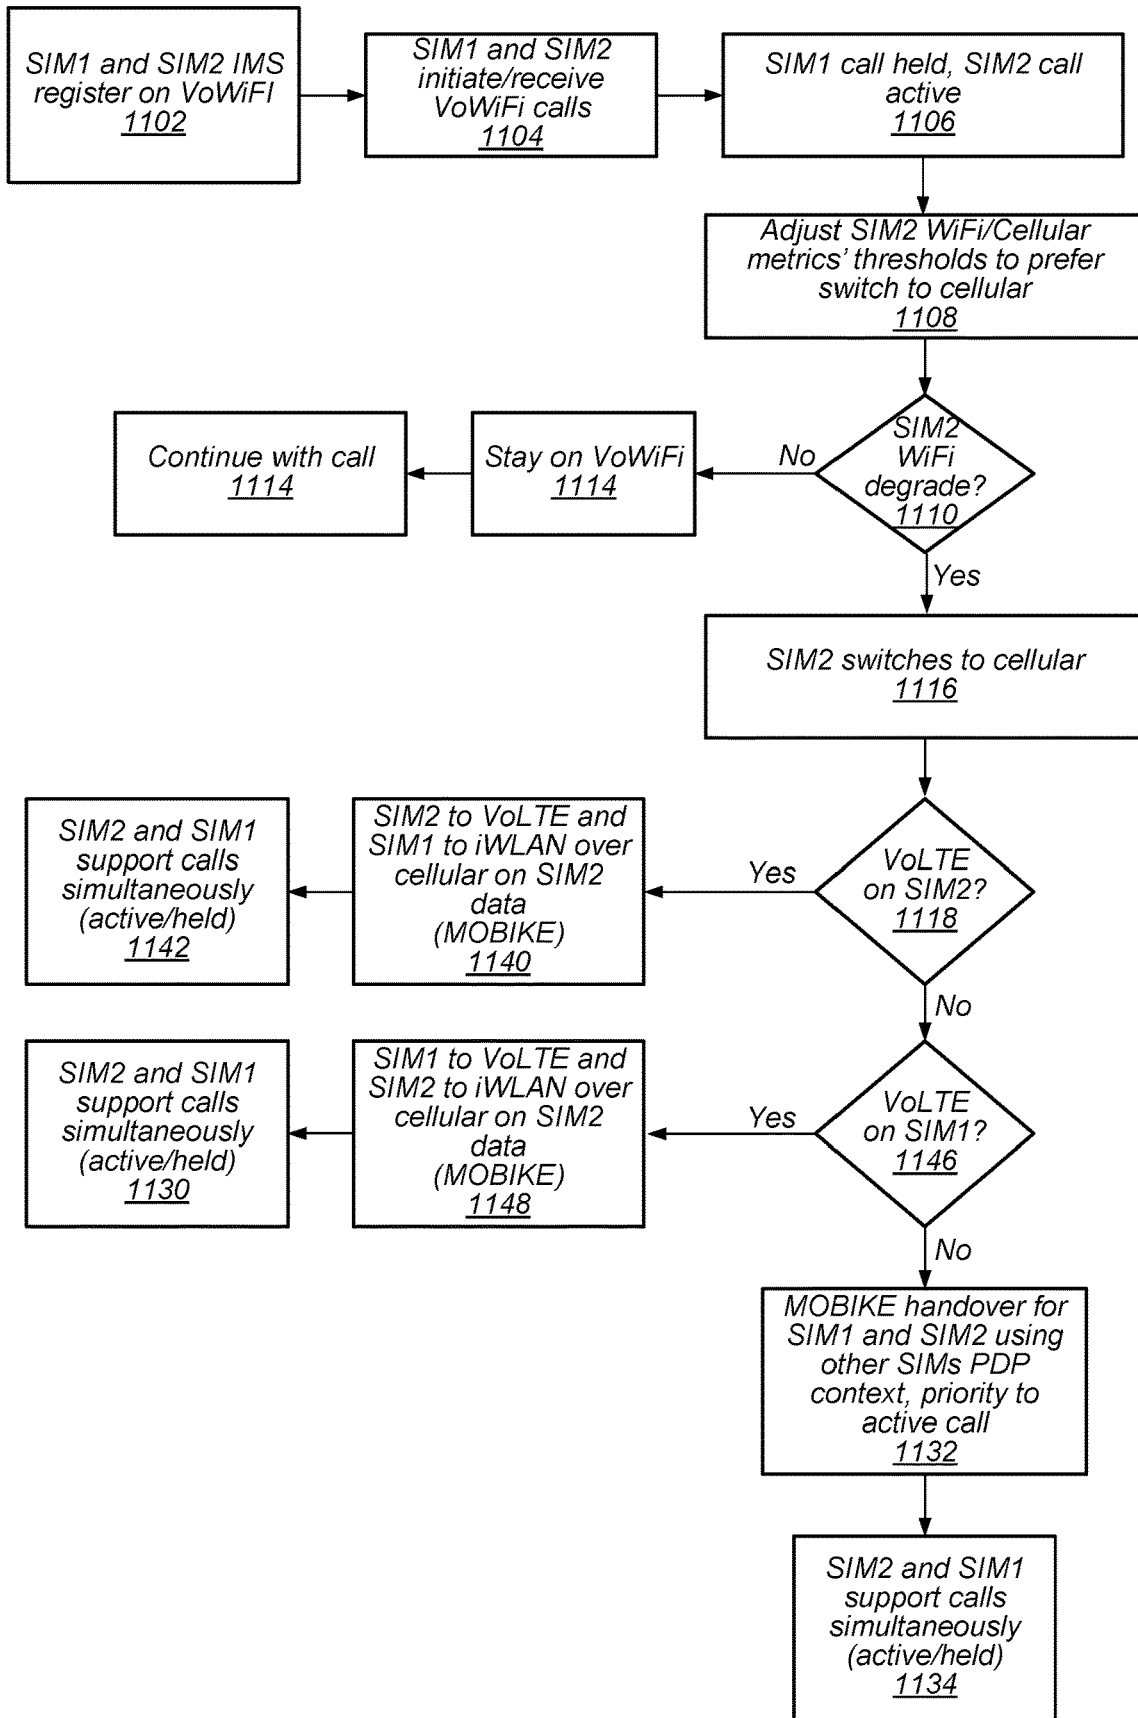 SIM1 and SIM2 IMS
register on VoWiFI
1102
SIM1 and SIM2
initiate/receive
VoWiFi calls
1104
SIM1 call held, SIM2 call
active
1106
Adjust SIM2 WiFi/Cellular
metrics' thresholds to prefer
switch to cellular
1108
SIM2
WiFi
degrade?
1110
No
Stay on VoWiFi
1114
Continue with call
1114
Yes
SIM2 switches to cellular
1116
VoLTE
on SIM2?
1118
Yes
SIM2 to VoLTE and
SIM1 to iWLAN over
cellular on SIM2
data
(MOBIKE)
1140
SIM2 and SIM1
support calls
simultaneously
(active/held)
1142
No
VoLTE
on SIM1?
1146
Yes
SIM1 to VoLTE and
SIM2 to iWLAN over
cellular on SIM2
data
(MOBIKE)
1148
SIM2 and SIM1
support calls
simultaneously
(active/held)
1130
No
MOBIKE handover for
SIM1 and SIM2 using
other SIMs PDP
context, priority to
active call
1132
SIM2 and SIM1
support calls
simultaneously
(active/held)
1134